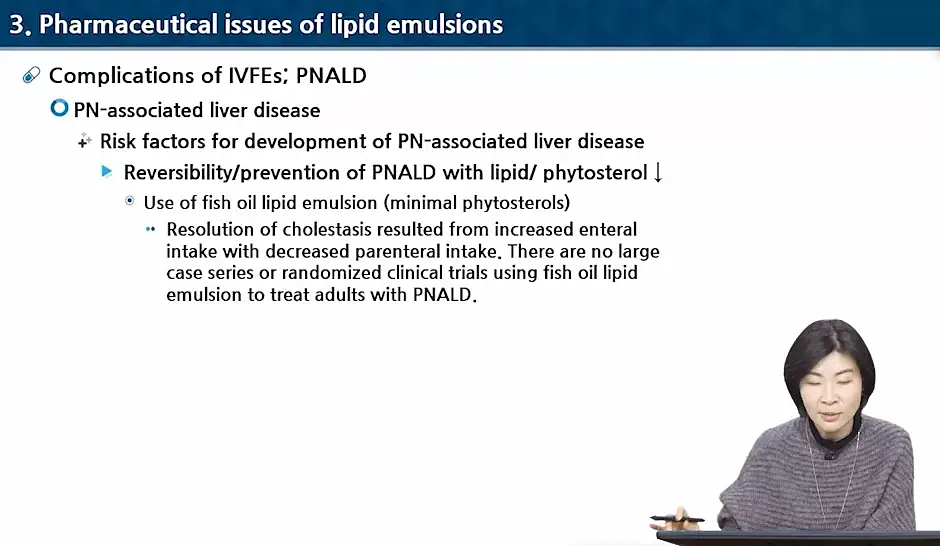 3. Pharmaceutical issues of lipid emulsions
Complications of IVFEs; PNALD
PN-associated liver disease
Risk factors for development of PN-associated liver disease
Reversibility/prevention of PNALD with lipid/ phytosterol ↓
Use of fish oil lipid emulsion (minimal phytosterols)
Resolution of cholestasis resulted from increased enteral
intake with decreased parenteral intake. There are no large
case series or randomized clinical trials using fish oil lipid
emulsion to treat adults with PNALD.